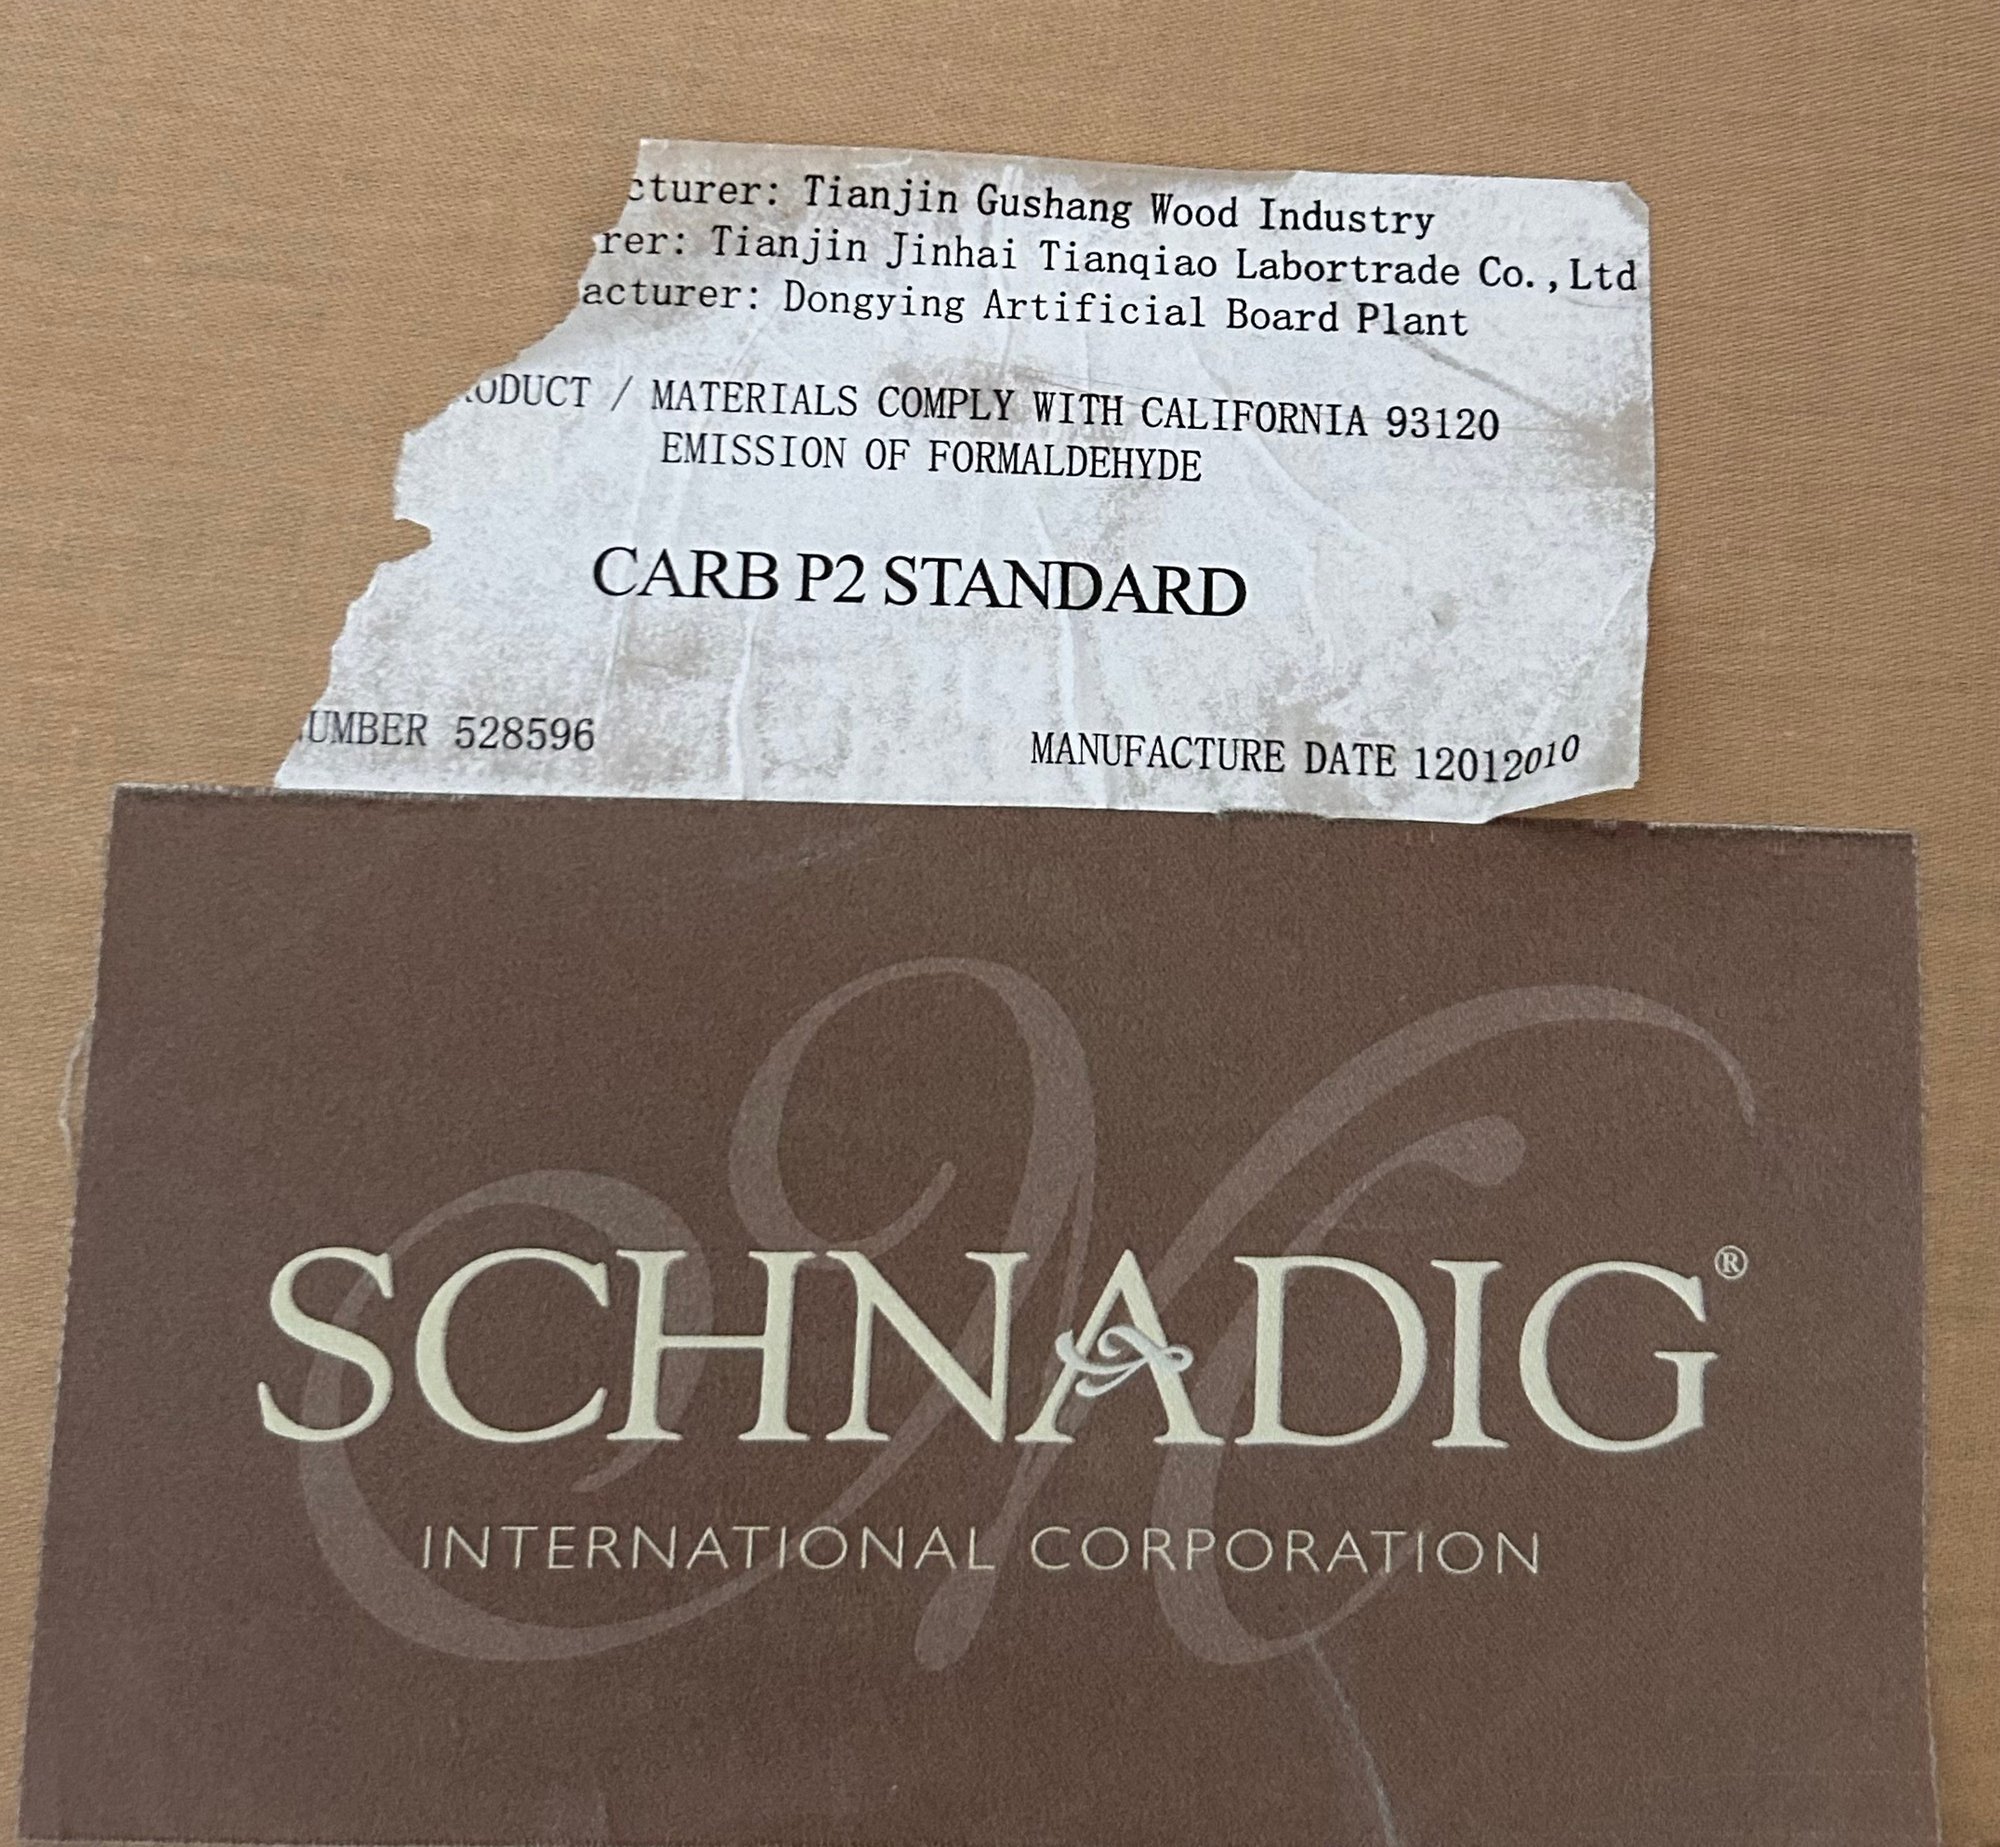 cturer: Tianjin Gushang Wood Industry
rer: Tianjin Jinhai Tianqiao Labortrade Co.,Ltd
acturer: Dongying Artificial Board Plant
ODUCT / MATERIALS COMPLY WITH CALIFORNIA 93120
EMISSION OF FORMALDEHYDE
CARB P2 STANDARD
UMBER 528596 MANUFACTURE DATE 12012010
SCHNADIG®
INTERNATIONAL CORPORATION